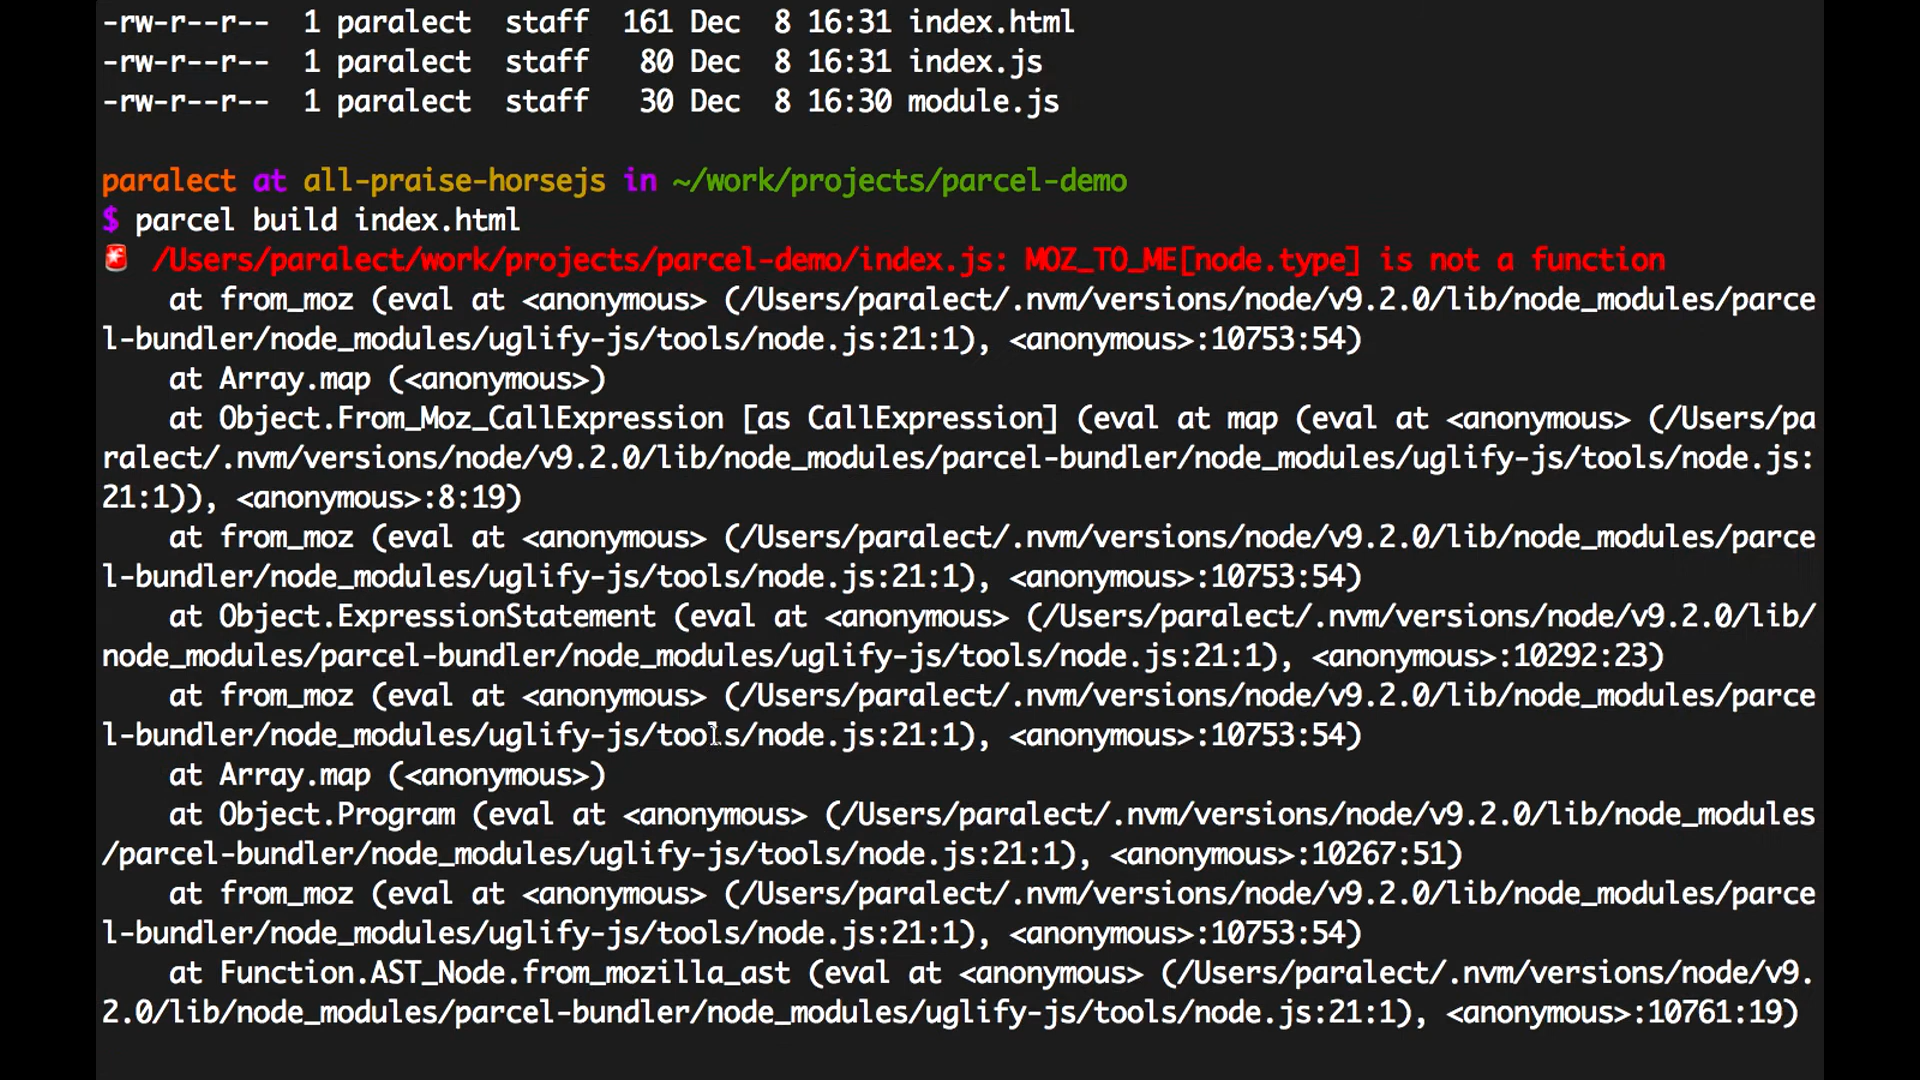 -rw-r--r--  1 paralect  staff  161 Dec  8 16:31 index.html
-rw-r--r--  1 paralect  staff   80 Dec  8 16:31 index.js
-rw-r--r--  1 paralect  staff   30 Dec  8 16:30 module.js
paralect at all-praise-horsejs in ~/work/projects/parcel-demo
$ parcel build index.html
🚨  /Users/paralect/work/projects/parcel-demo/index.js: MOZ_TO_ME[node.type] is not a function
    at from_moz (eval at <anonymous> (/Users/paralect/.nvm/versions/node/v9.2.0/lib/node_modules/parce
l-bundler/node_modules/uglify-js/tools/node.js:21:1), <anonymous>:10753:54)
    at Array.map (<anonymous>)
    at Object.From_Moz_CallExpression [as CallExpression] (eval at map (eval at <anonymous> (/Users/pa
ralect/.nvm/versions/node/v9.2.0/lib/node_modules/parcel-bundler/node_modules/uglify-js/tools/node.js:
21:1)), <anonymous>:8:19)
    at from_moz (eval at <anonymous> (/Users/paralect/.nvm/versions/node/v9.2.0/lib/node_modules/parce
l-bundler/node_modules/uglify-js/tools/node.js:21:1), <anonymous>:10753:54)
    at Object.ExpressionStatement (eval at <anonymous> (/Users/paralect/.nvm/versions/node/v9.2.0/lib/
node_modules/parcel-bundler/node_modules/uglify-js/tools/node.js:21:1), <anonymous>:10292:23)
    at from_moz (eval at <anonymous> (/Users/paralect/.nvm/versions/node/v9.2.0/lib/node_modules/parce
l-bundler/node_modules/uglify-js/tools/node.js:21:1), <anonymous>:10753:54)
    at Array.map (<anonymous>)
    at Object.Program (eval at <anonymous> (/Users/paralect/.nvm/versions/node/v9.2.0/lib/node_modules
/parcel-bundler/node_modules/uglify-js/tools/node.js:21:1), <anonymous>:10267:51)
    at from_moz (eval at <anonymous> (/Users/paralect/.nvm/versions/node/v9.2.0/lib/node_modules/parce
l-bundler/node_modules/uglify-js/tools/node.js:21:1), <anonymous>:10753:54)
    at Function.AST_Node.from_mozilla_ast (eval at <anonymous> (/Users/paralect/.nvm/versions/node/v9.
2.0/lib/node_modules/parcel-bundler/node_modules/uglify-js/tools/node.js:21:1), <anonymous>:10761:19)